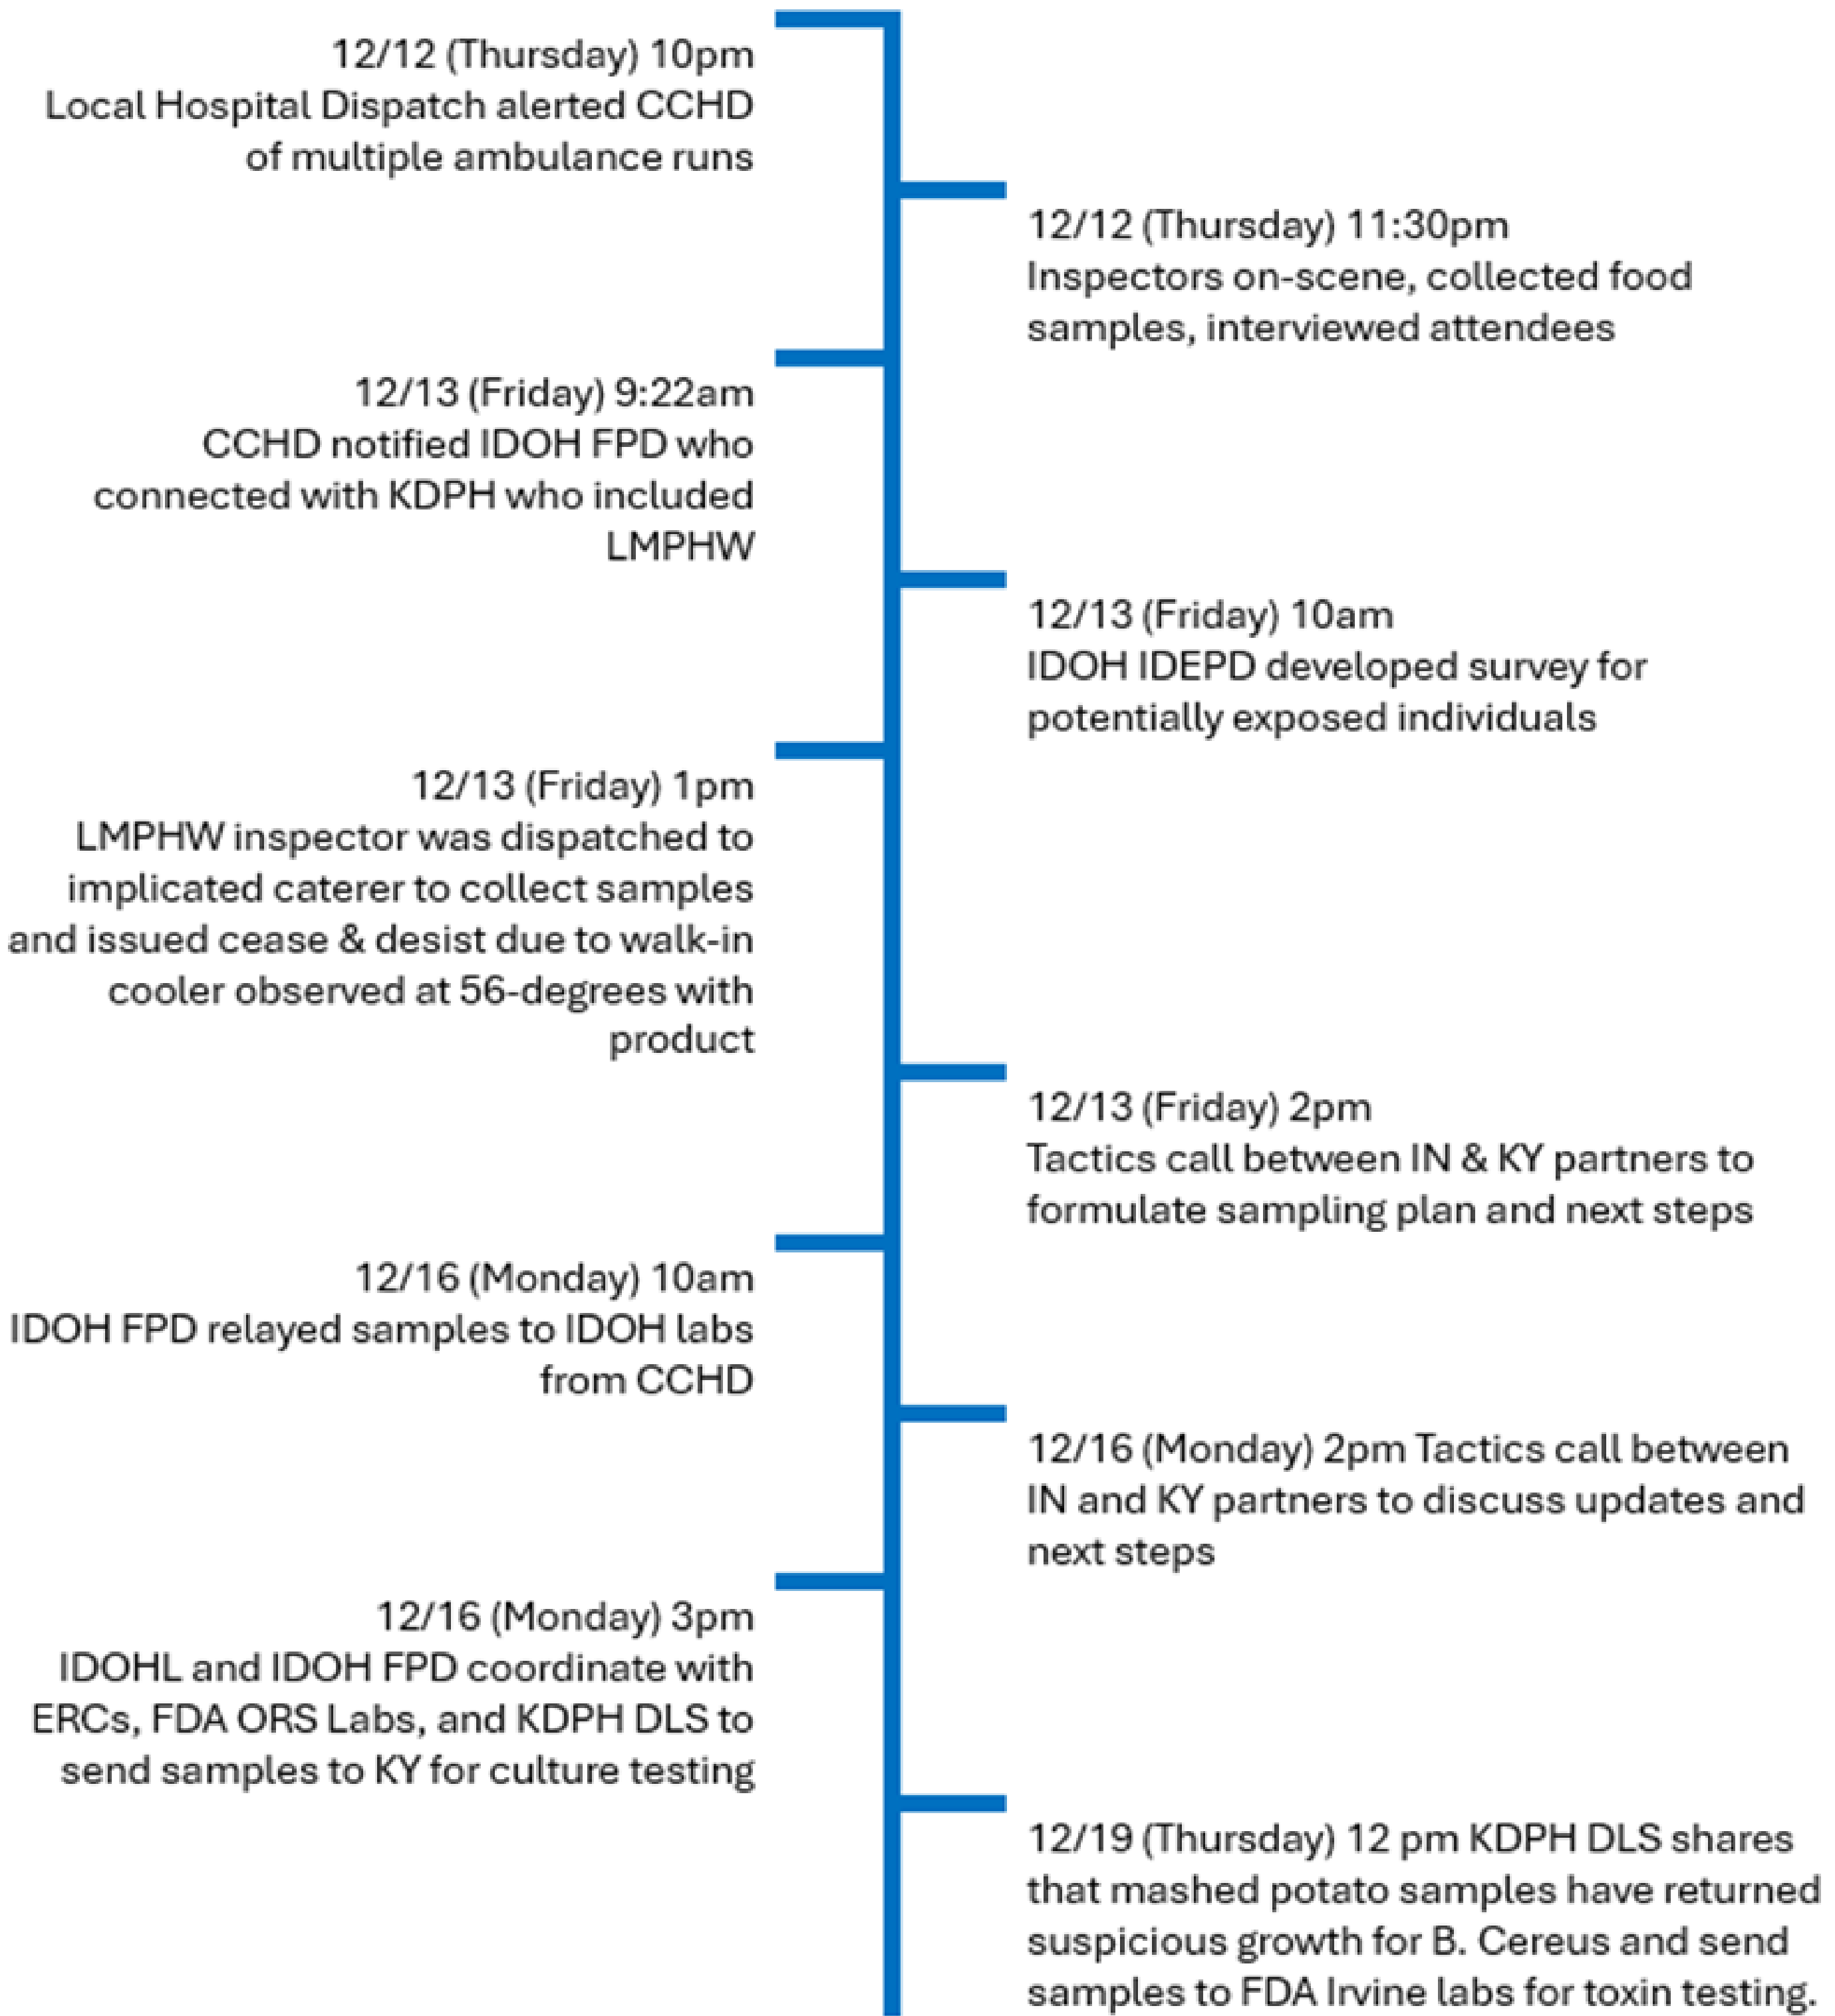 12/12 (Thursday) 10pm
Local Hospital Dispatch alerted CCHD
of multiple ambulance runs
12/12 (Thursday) 11:30pm
Inspectors on-scene, collected food
samples, interviewed attendees
12/13 (Friday) 9:22am
CCHD notified IDOH FPD who
connected with KDPH who included
LMPHW
12/13 (Friday) 10am
IDOH IDEPD developed survey for
potentially exposed individuals
12/13 (Friday) 1pm
LMPHW inspector was dispatched to
implicated caterer to collect samples
and issued cease & desist due to walk-in
cooler observed at 56-degrees with
product
12/13 (Friday) 2pm
Tactics call between IN & KY partners to
formulate sampling plan and next steps
12/16 (Monday) 10am
IDOH FPD relayed samples to IDOH labs
from CCHD
12/16 (Monday) 2pm Tactics call between
IN and KY partners to discuss updates and
next steps
12/16 (Monday) 3pm
IDOHL and IDOH FPD coordinate with
ERCs, FDA ORS Labs, and KDPH DLS to
send samples to KY for culture testing
12/19 (Thursday) 12 pm KDPH DLS shares
that mashed potato samples have returned
suspicious growth for B. Cereus and send
samples to FDA Irvine labs for toxin testing.